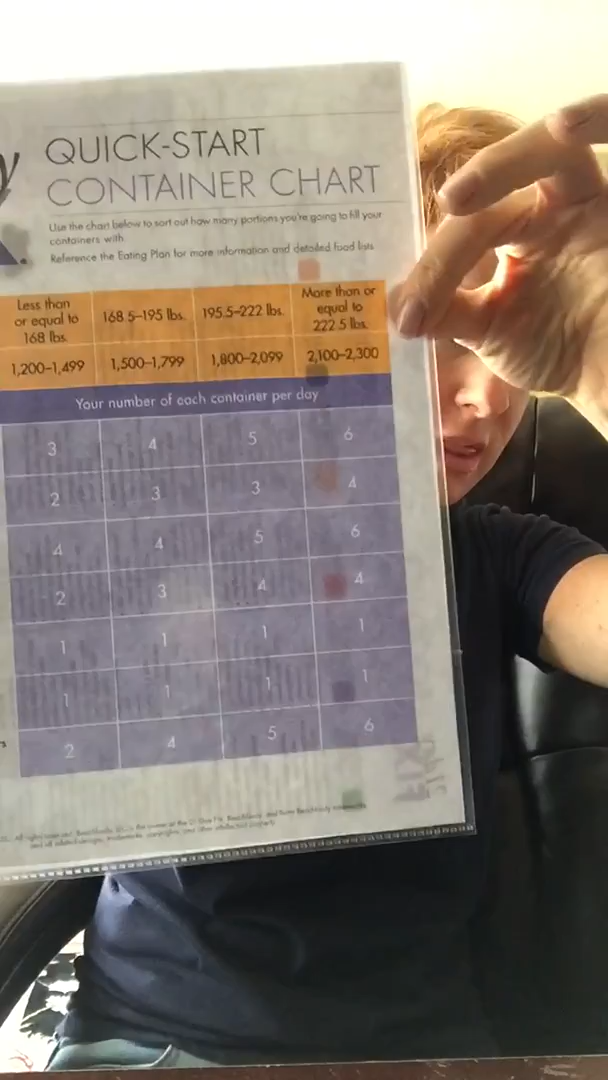 QUICK-START
CONTAINER CHART
Use the chart below to sort out how many portions you're going to fill your
containers with
Reference the Eating Plan for more information and detailed food lists
Less than or equal to 168 lbs. 168.5–195 lbs. 195.5–222 lbs. More than or equal to 222.5 lbs.
1,200–1,499 1,500–1,799 1,800–2,099 2,100–2,300
Your number of each container per day
3 4 5 6
2 3 3 4
4 4 5 6
2 3 4 4
1 1 1 1
1 1 1 1
2 4 5 6